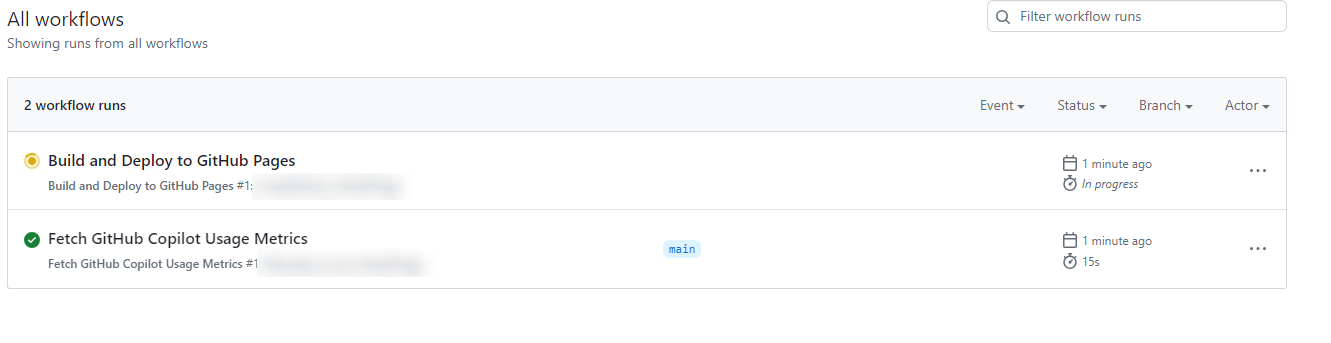 All workflows
Filter workflow runs
Showing runs from all workflows
2 workflow runs
Event
Status
Branch
Actor
Build and Deploy to GitHub Pages
1 minute ago
Build and Deploy to GitHub Pages #1:
In progress
Fetch GitHub Copilot Usage Metrics
main
1 minute ago
Fetch GitHub Copilot Usage Metrics #1
15s